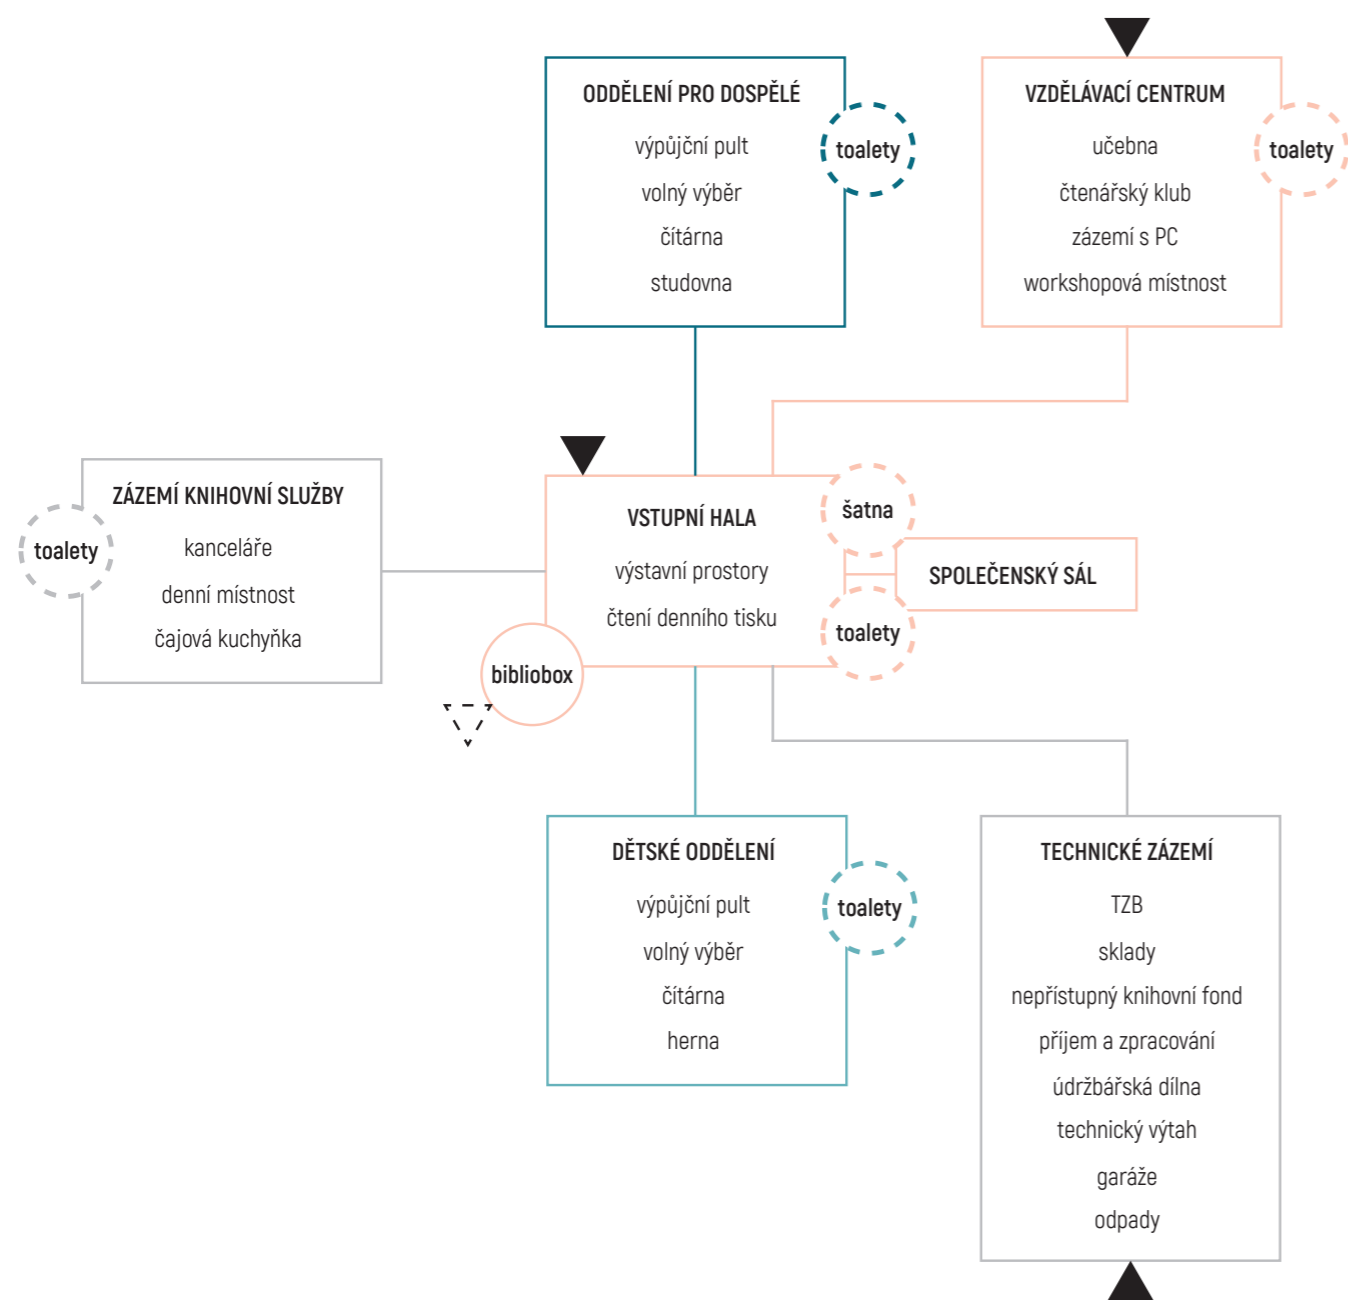 ODDĚLENÍ PRO DOSPĚLÉ
výpůjční pult
volný výběr
čítárna
studovna
toalety
VZDĚLÁVACÍ CENTRUM
učebna
čtenářský klub
zázemí s PC
workshopová místnost
toalety
ZÁZEMÍ KNIHOVNÍ SLUŽBY
kanceláře
denní místnost
čajová kuchyňka
toalety
VSTUPNÍ HALA
výstavní prostory
čtení denního tisku
šatna
toalety
bibliobox
SPOLEČENSKÝ SÁL
DĚTSKÉ ODDĚLENÍ
výpůjční pult
volný výběr
čítárna
herna
toalety
TECHNICKÉ ZÁZEMÍ
TZB
sklady
nepřístupný knihovní fond
příjem a zpracování
údržbářská dílna
technický výtah
garáže
odpady